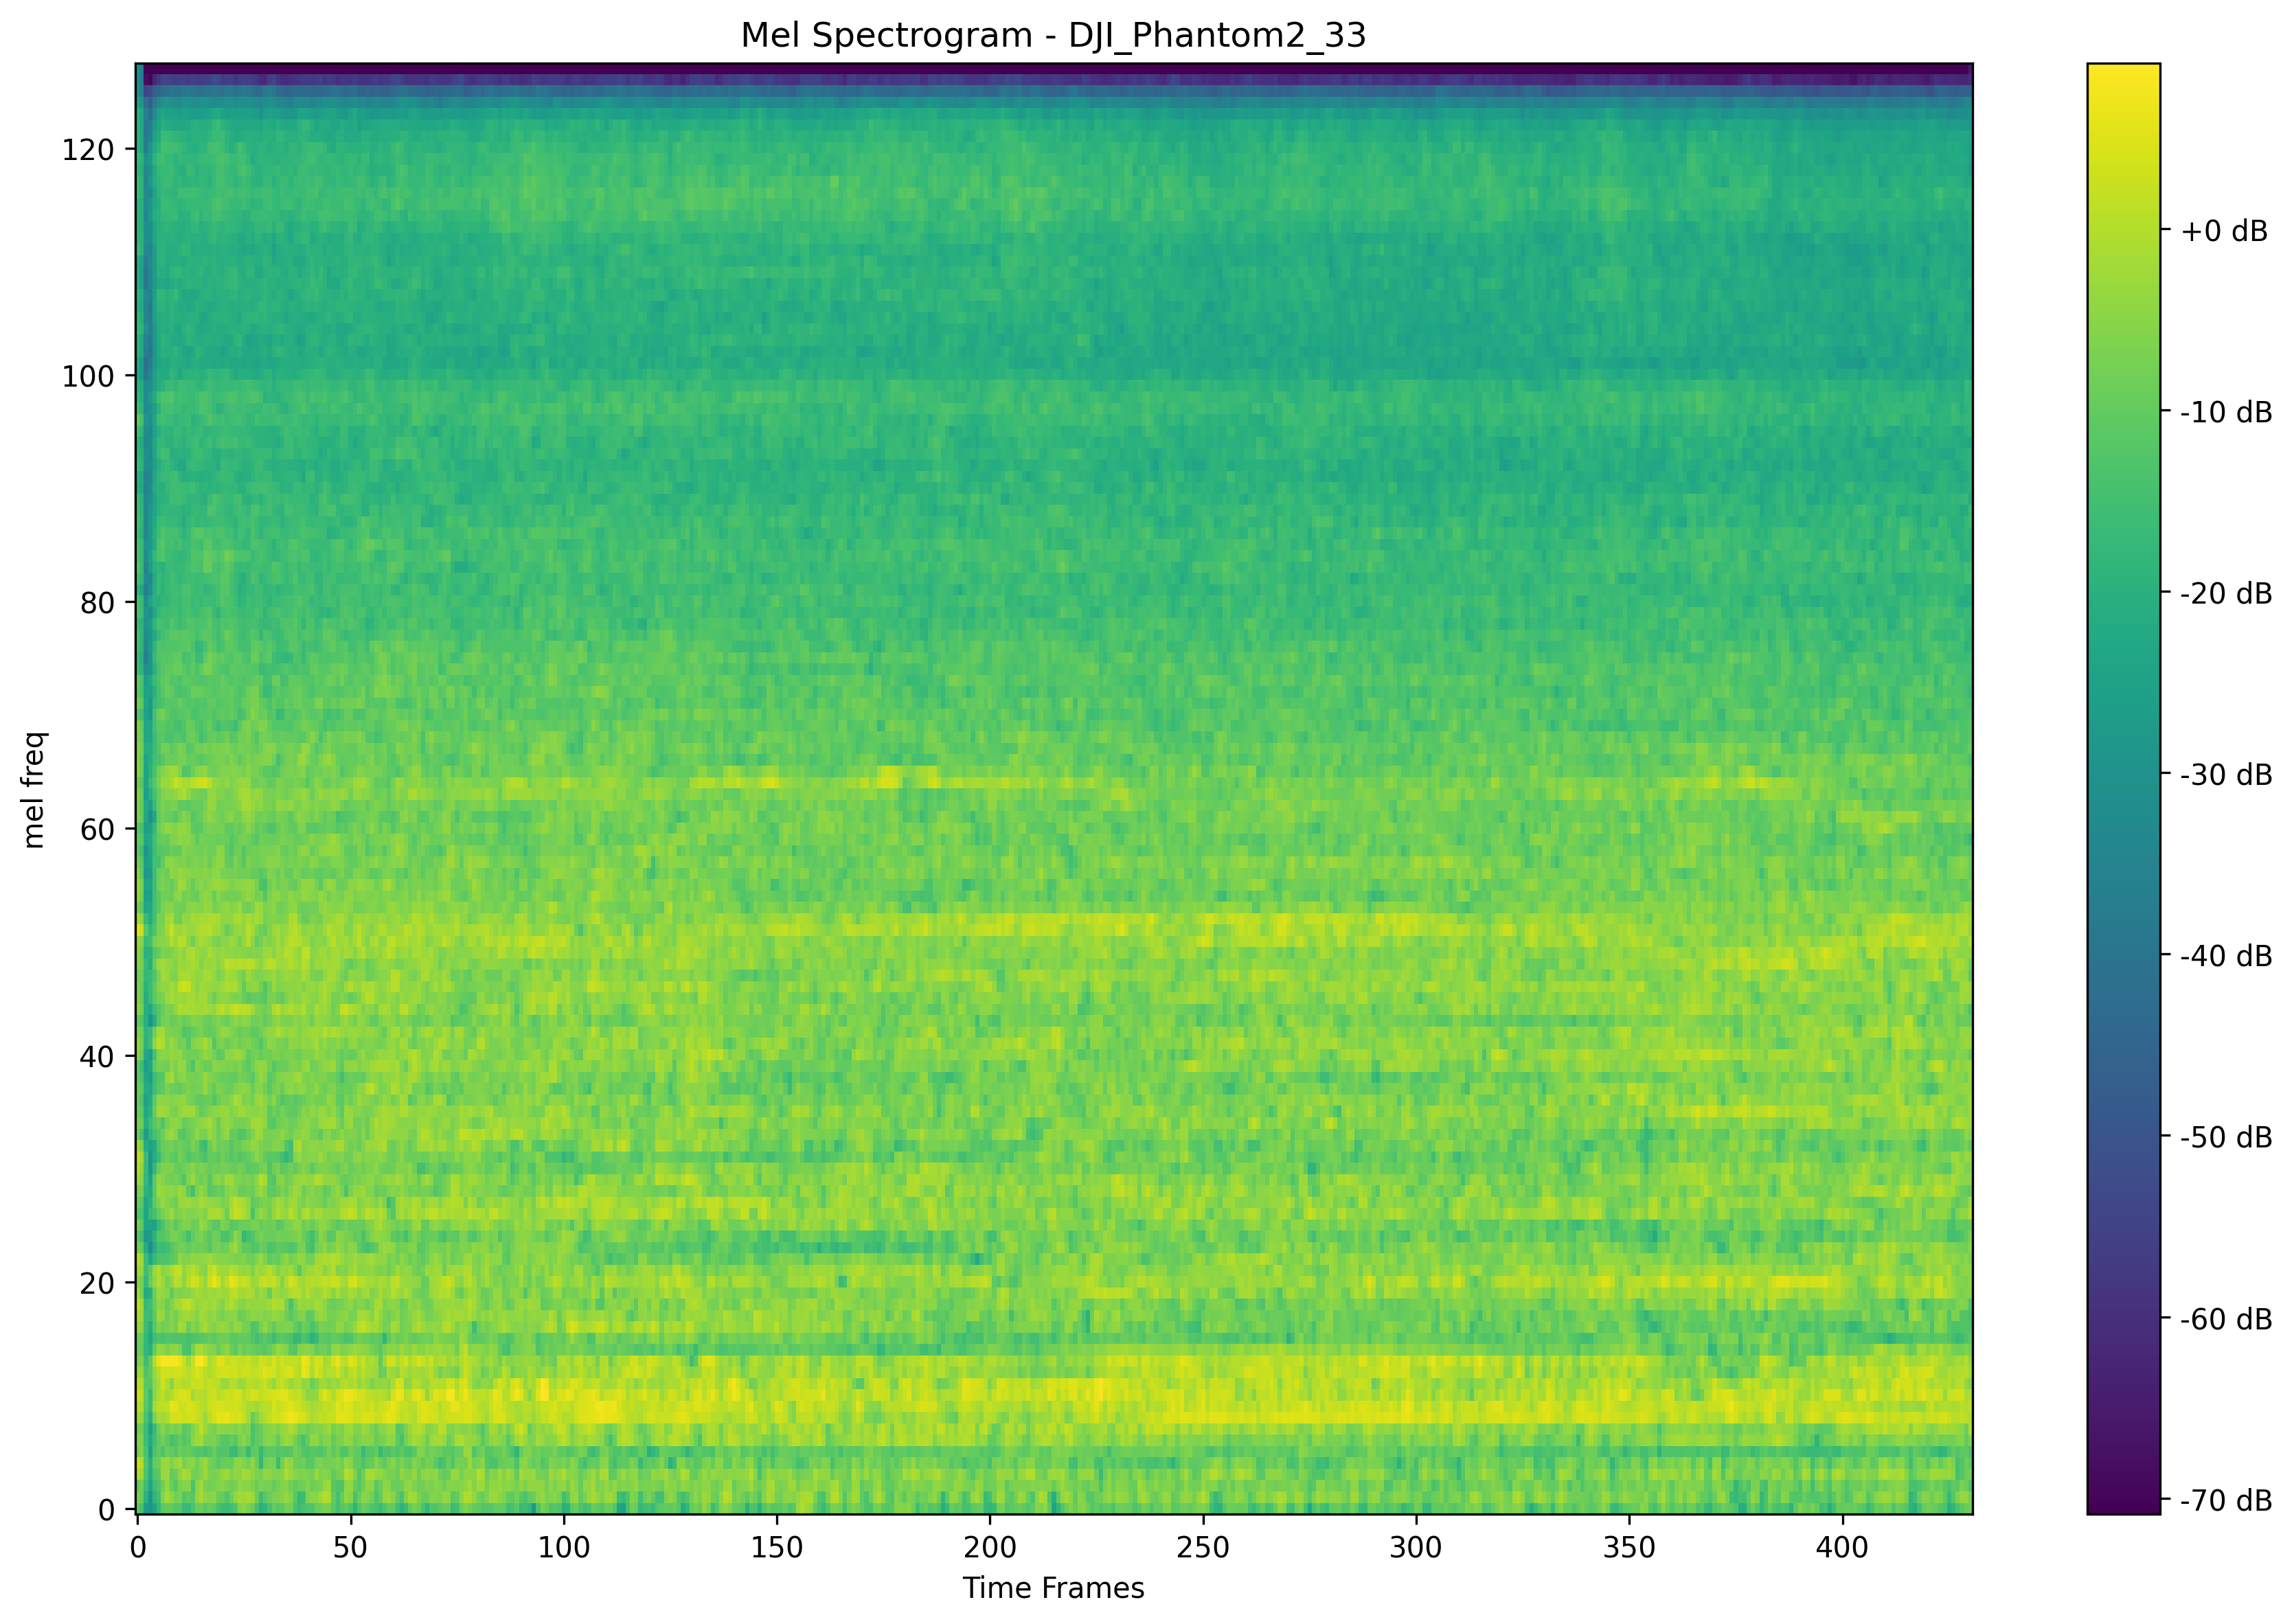 Mel Spectrogram - DJI_Phantom2_33
mel freq
120
100
80
60
40
20
0
0 50 100 150 200 250 300 350 400
Time Frames
+0 dB
-10 dB
-20 dB
-30 dB
-40 dB
-50 dB
-60 dB
-70 dB